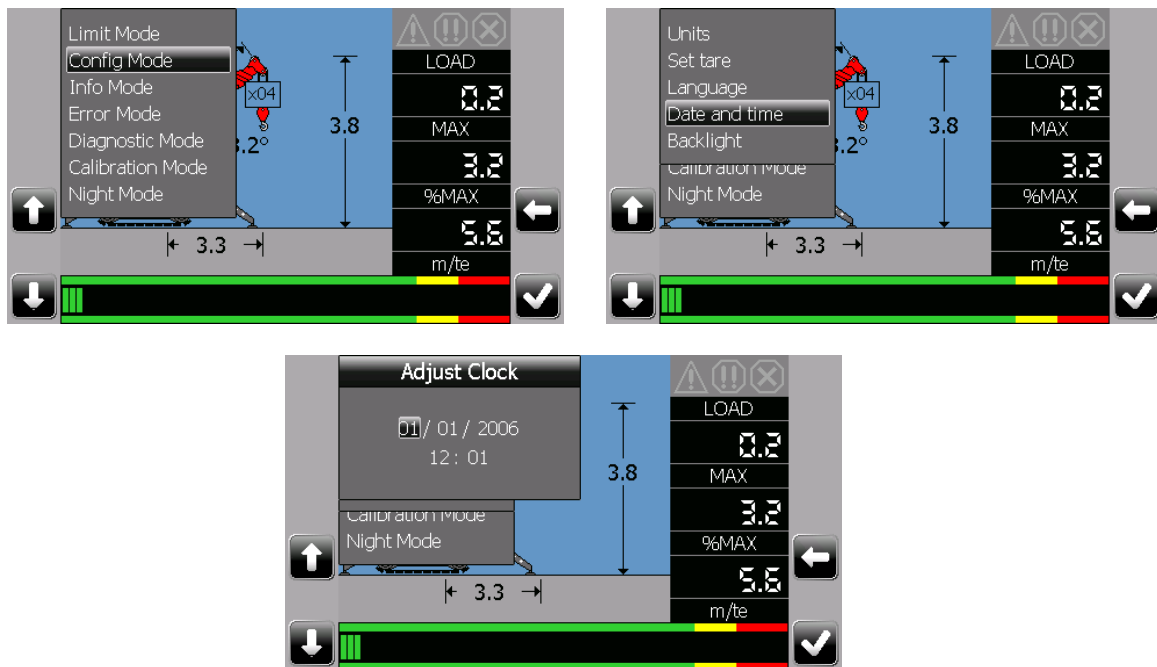 Limit Mode
Config Mode
Info Mode
Error Mode
Diagnostic Mode
Calibration Mode
Night Mode
x04
.2°
3.8
3.3
LOAD
0.2
MAX
3.2
%MAX
5.6
m/te
Units
Set tare
Language
Date and time
Backlight
Calibration Mode
Night Mode
x04
3.2°
3.8
3.3
LOAD
0.2
MAX
3.2
%MAX
5.6
m/te
Adjust Clock
01/ 01/ 2006
12: 01
Calibration Mode
Night Mode
3.8
3.3
LOAD
0.2
MAX
3.2
%MAX
5.6
m/te